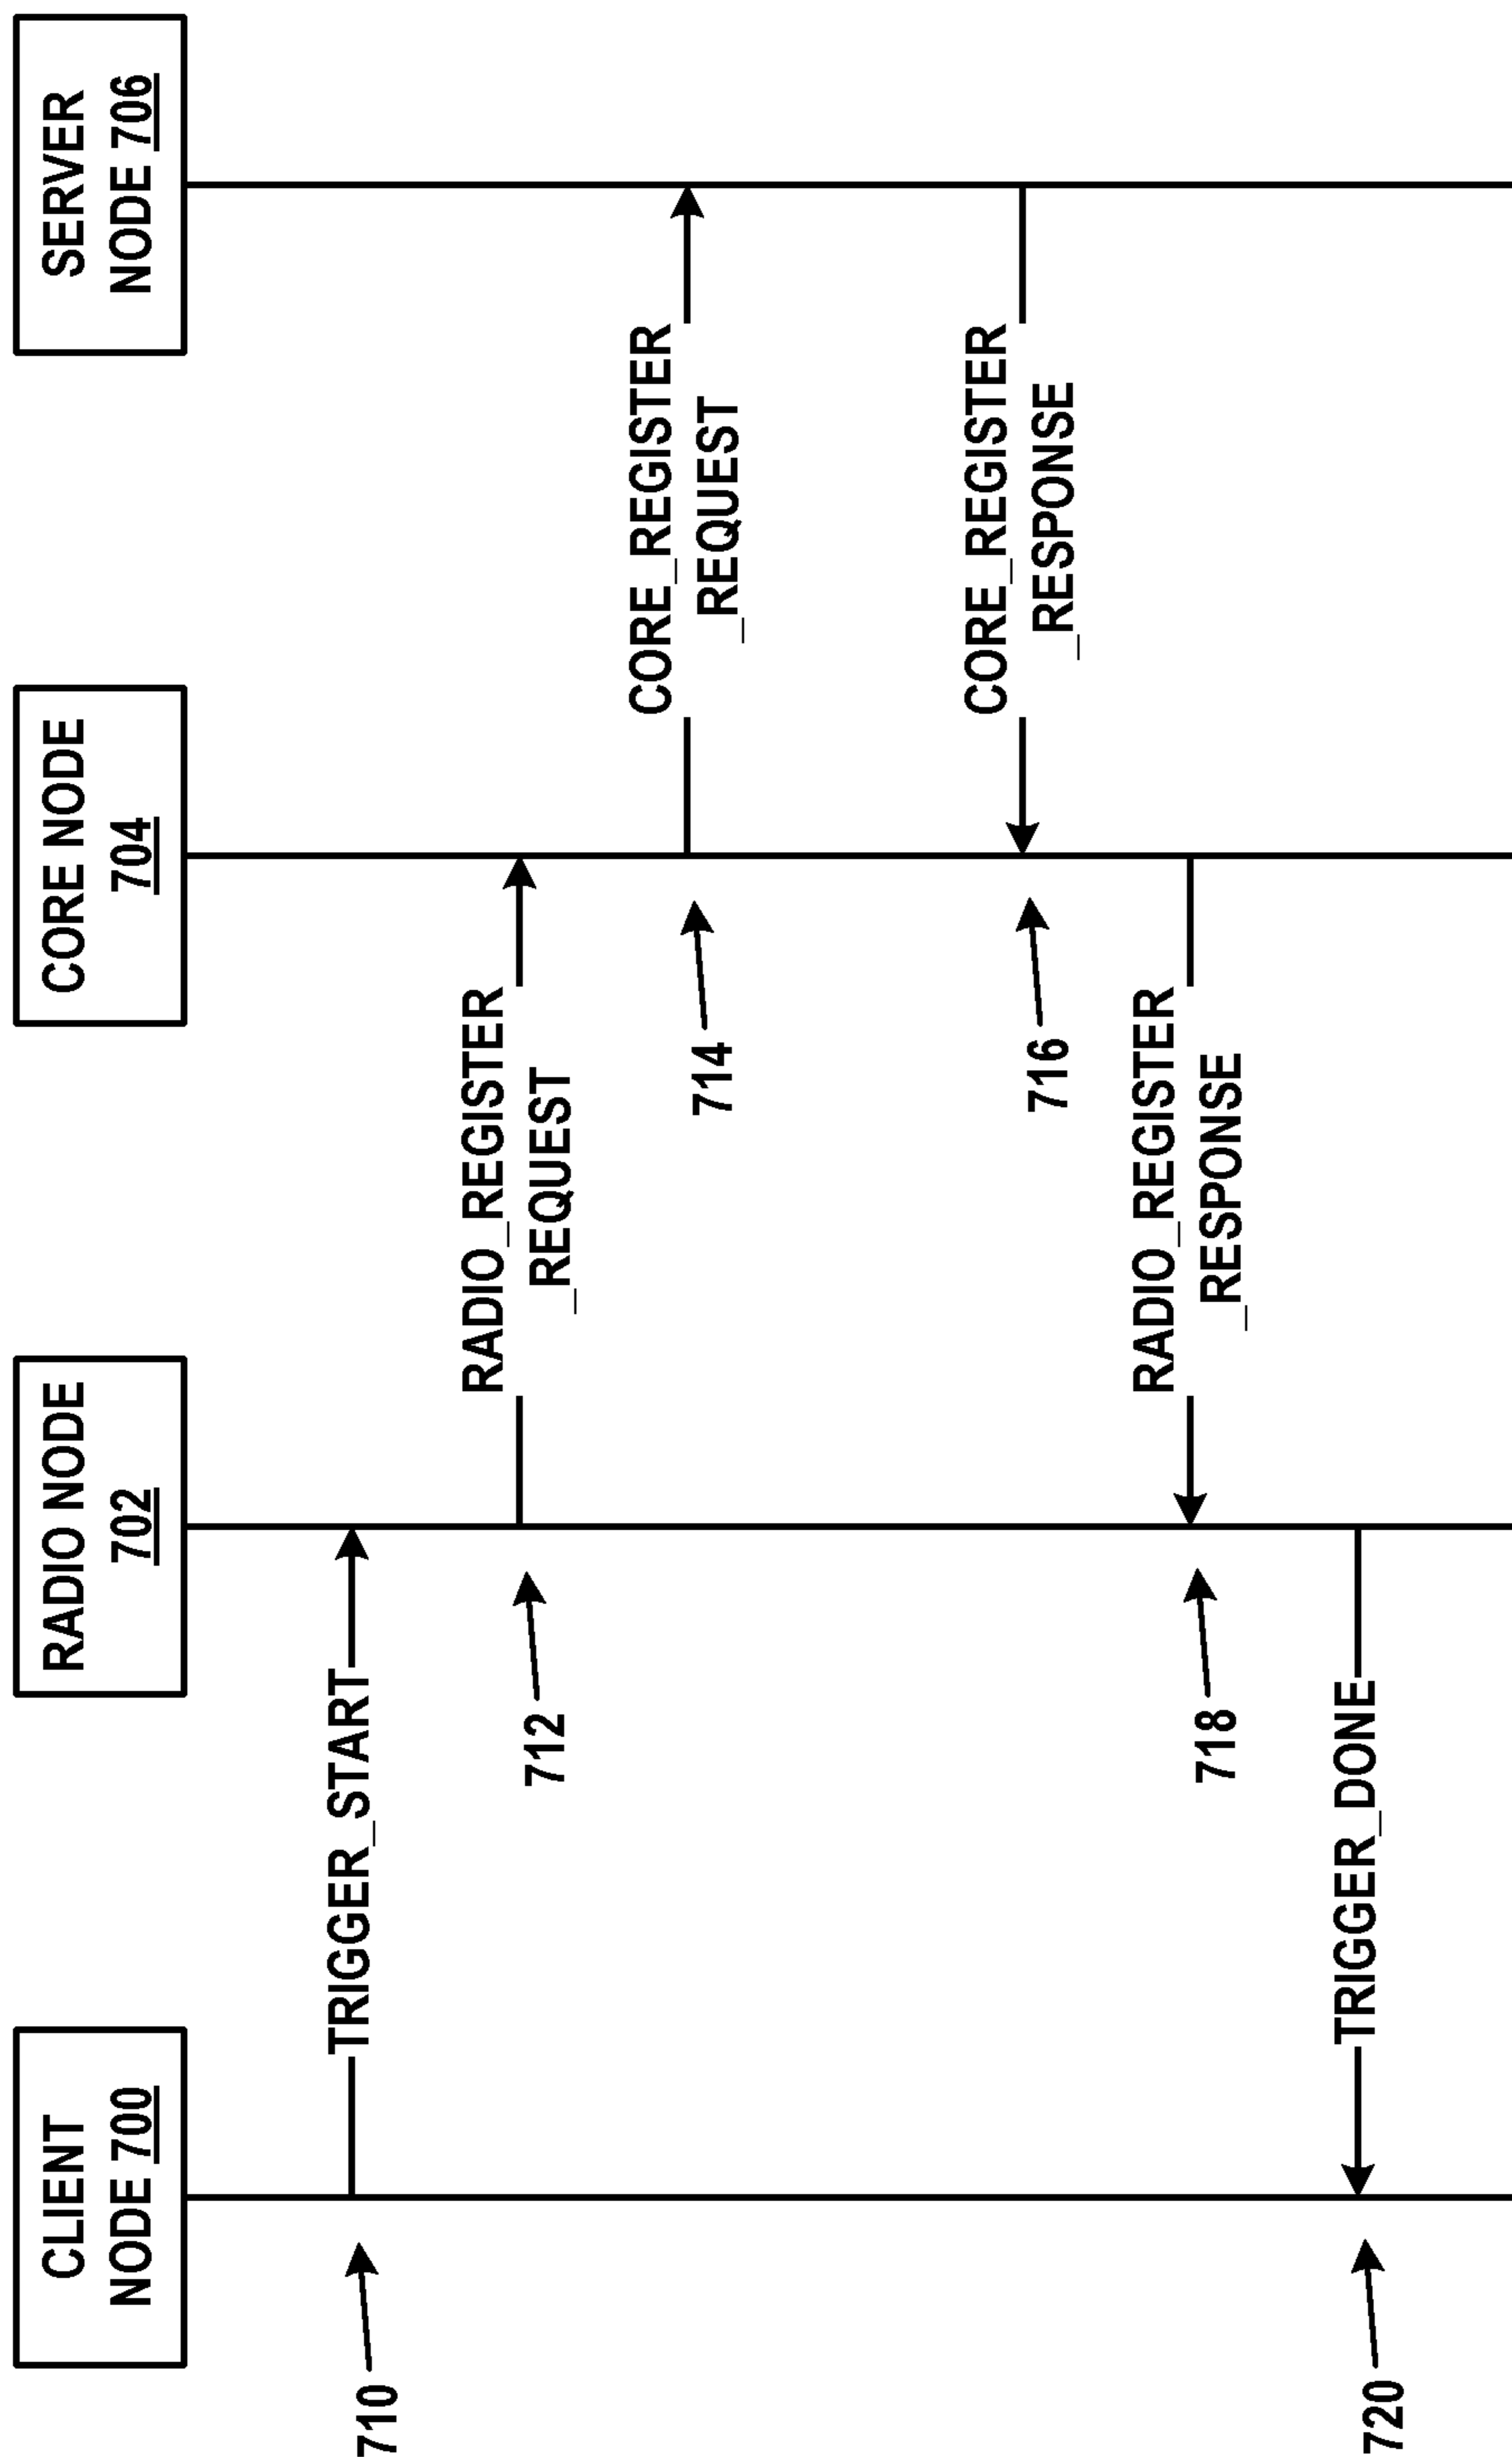 CLIENT
NODE 700
RADIO NODE
702
CORE NODE
704
SERVER
NODE 706
710
TRIGGER_START
712
RADIO_REGISTER
_REQUEST
714
CORE_REGISTER
_REQUEST
716
CORE_REGISTER
_RESPONSE
718
RADIO_REGISTER
_RESPONSE
720
TRIGGER_DONE